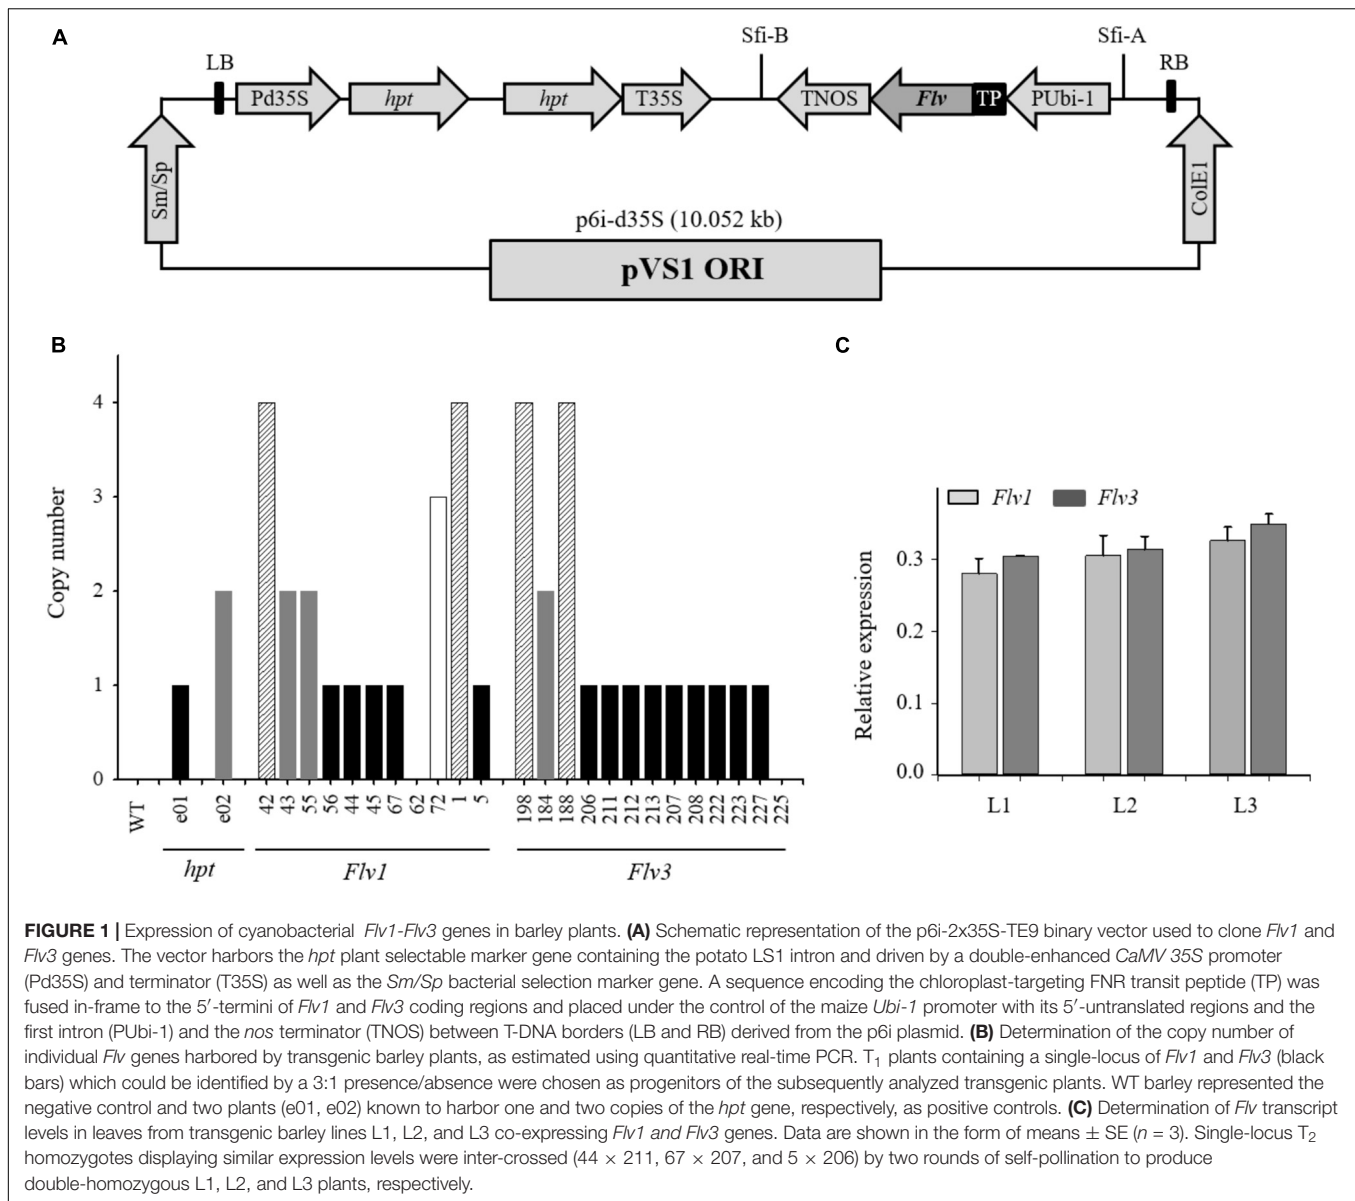 A
Sfi-B
Sfi-A
LB
RB
Pd35S
hpt
hpt
T35S
TNOS
Flv
TP
PUbi-1
Sm/Sp
ColE1
p6i-d35S (10.052 kb)
pVS1 ORI
B
Copy number
4
3
2
1
0
WT
e01
e02
42
43
55
56
44
45
67
62
72
1
5
198
184
188
206
211
212
213
207
208
222
223
227
225
hpt
Flv1
Flv3
C
Flv1
Flv3
Relative expression
0.3
0.2
0.1
0.0
L1
L2
L3
FIGURE 1 | Expression of cyanobacterial Flv1-Flv3 genes in barley plants. (A) Schematic representation of the p6i-2x35S-TE9 binary vector used to clone Flv1 and
Flv3 genes. The vector harbors the hpt plant selectable marker gene containing the potato LS1 intron and driven by a double-enhanced CaMV 35S promoter
(Pd35S) and terminator (T35S) as well as the Sm/Sp bacterial selection marker gene. A sequence encoding the chloroplast-targeting FNR transit peptide (TP) was
fused in-frame to the 5′-termini of Flv1 and Flv3 coding regions and placed under the control of the maize Ubi-1 promoter with its 5′-untranslated regions and the
first intron (PUbi-1) and the nos terminator (TNOS) between T-DNA borders (LB and RB) derived from the p6i plasmid. (B) Determination of the copy number of
individual Flv genes harbored by transgenic barley plants, as estimated using quantitative real-time PCR. T₁ plants containing a single-locus of Flv1 and Flv3 (black
bars) which could be identified by a 3:1 presence/absence were chosen as progenitors of the subsequently analyzed transgenic plants. WT barley represented the
negative control and two plants (e01, e02) known to harbor one and two copies of the hpt gene, respectively, as positive controls. (C) Determination of Flv transcript
levels in leaves from transgenic barley lines L1, L2, and L3 co-expressing Flv1 and Flv3 genes. Data are shown in the form of means ± SE (n = 3). Single-locus T₂
homozygotes displaying similar expression levels were inter-crossed (44 × 211, 67 × 207, and 5 × 206) by two rounds of self-pollination to produce
double-homozygous L1, L2, and L3 plants, respectively.